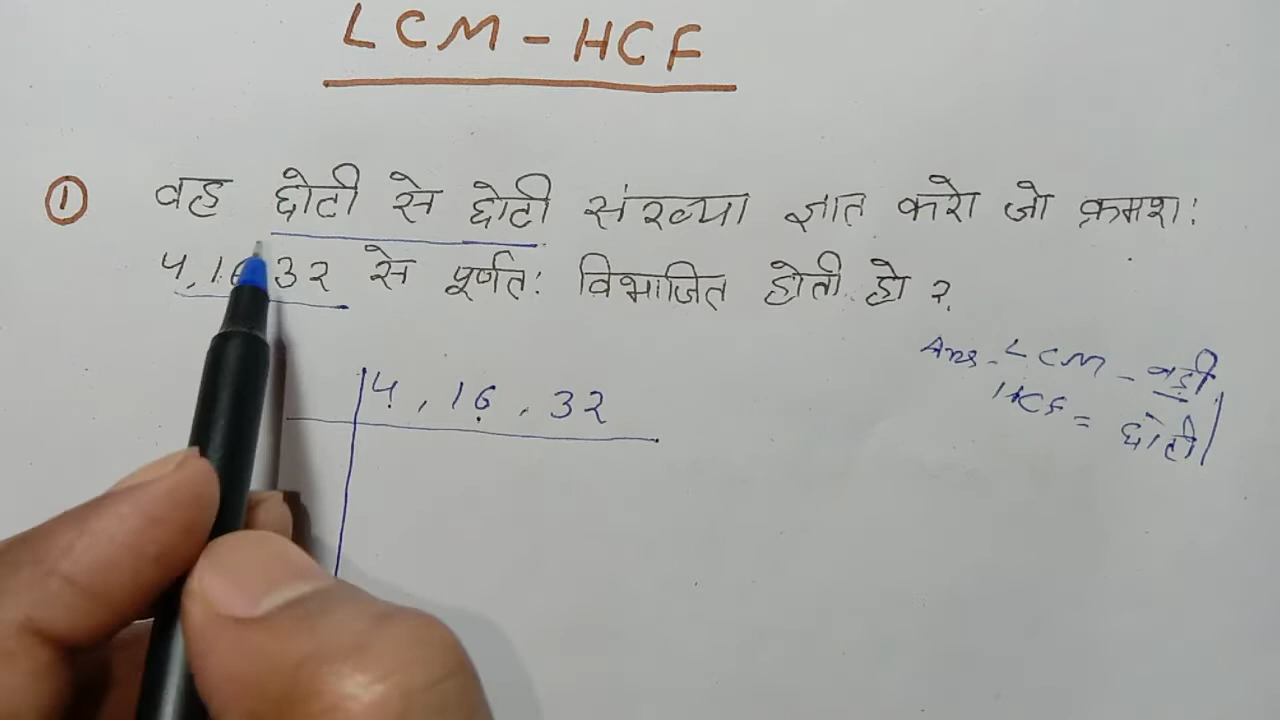 LCM - HCF
① वह छोटी से छोटी संख्या ज्ञात करो जो क्रमश:
4, 16 32 से पूर्णत: विभाजित होती हो ?
4, 16, 32
Ans - LCM - बड़ी
HCF = छोटी